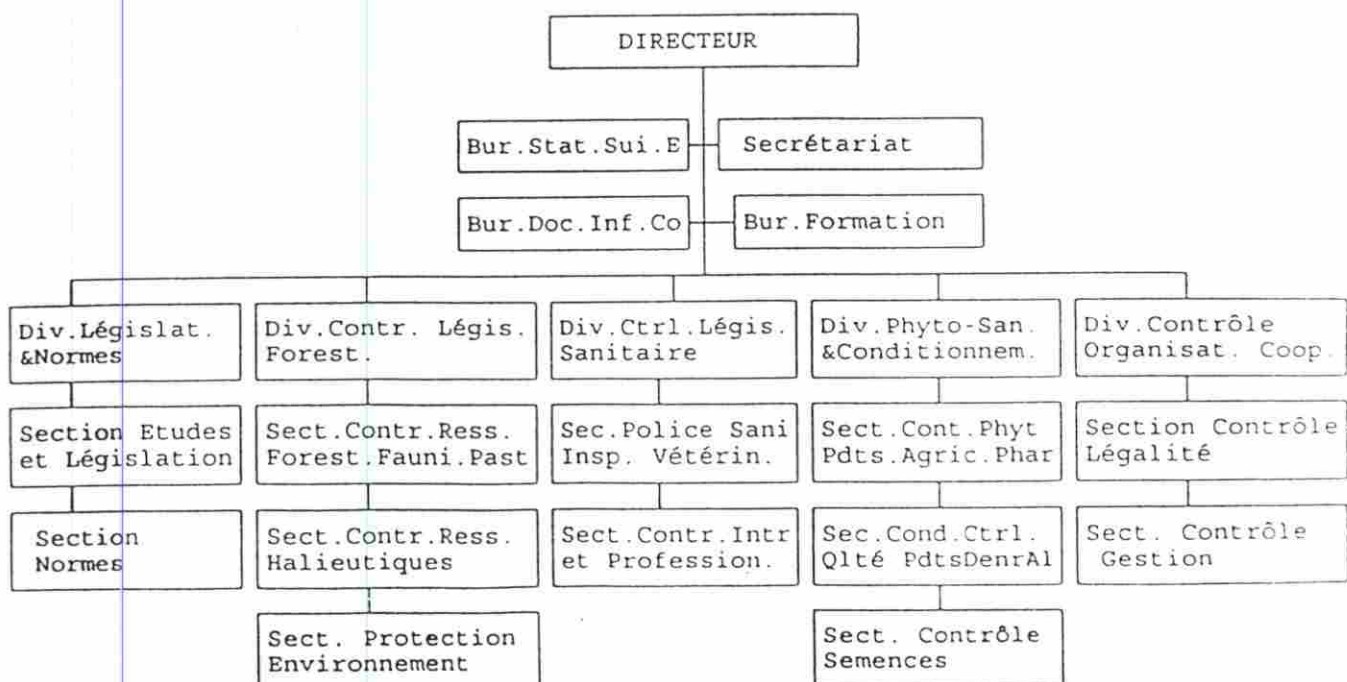 DIRECTEUR
Bur.Stat.Sui.E
Secrétariat
Bur.Doc.Inf.Co
Bur.Formation
Div.Législat.
&Normes
Div.Contr. Légis.
Forest.
Div.Ctrl.Légis.
Sanitaire
Div.Phyto-San.
&Conditionnem.
Div.Contrôle
Organisat. Coop.
Section Etudes
et Législation
Sect.Contr.Ress.
Forest.Fauni.Past
Sec.Police Sani
Insp. Vétérin.
Sect.Cont.Phyt
Pdts.Agric.Phar
Section Contrôle
Légalité
Section
Normes
Sect.Contr.Ress.
Halieutiques
Sect.Contr.Intr
et Profession.
Sec.Cond.Ctrl.
Qlté PdtsDenrAl
Sect. Contrôle
Gestion
Sect. Protection
Environnement
Sect. Contrôle
Semences